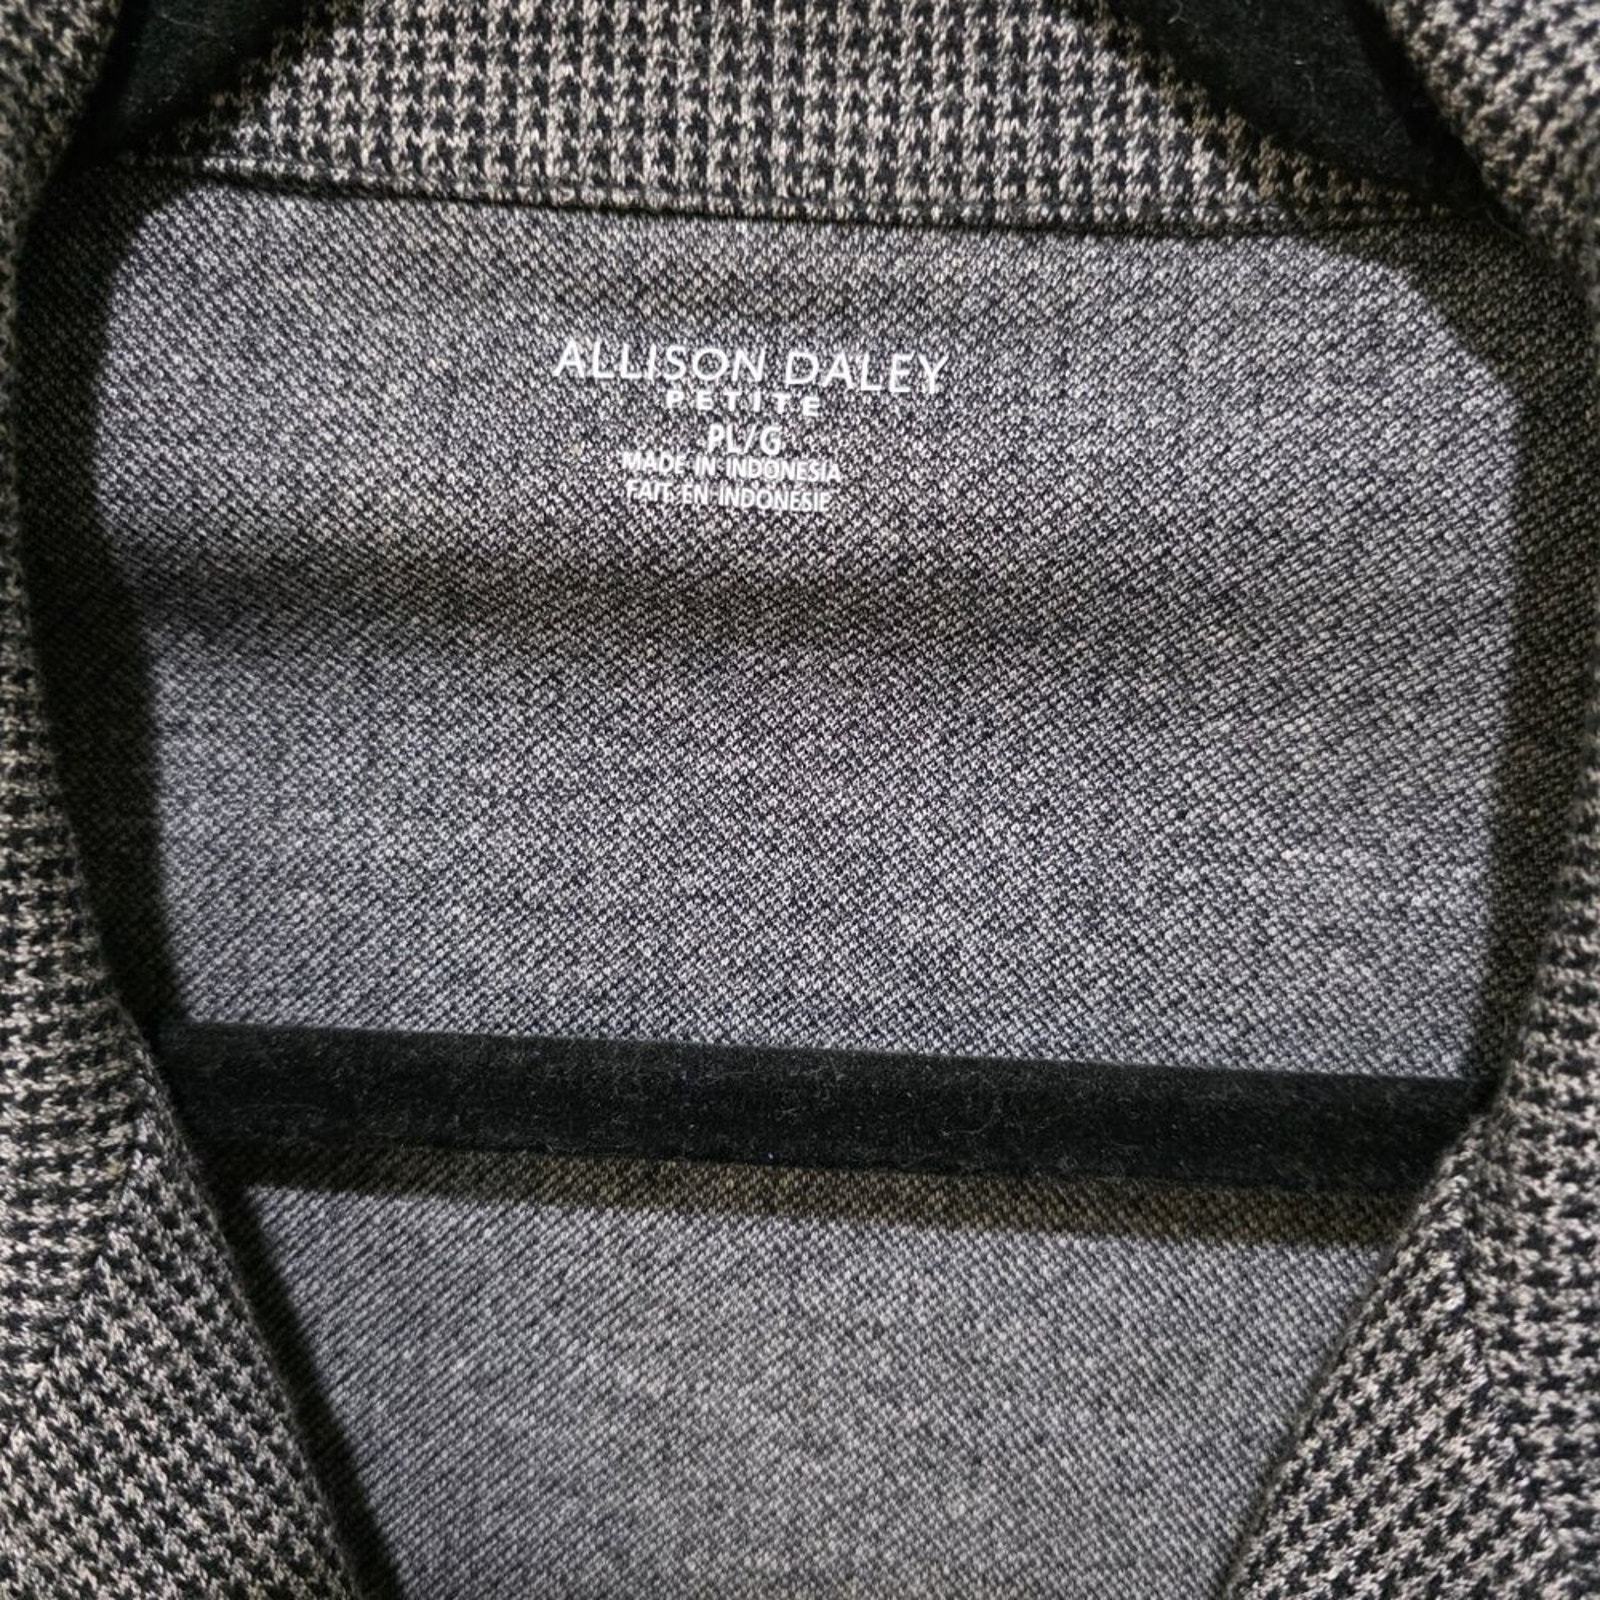 ALLISON DALEY
PETITE
PL/G
MADE IN INDONESIA
FAIT EN INDONESIE